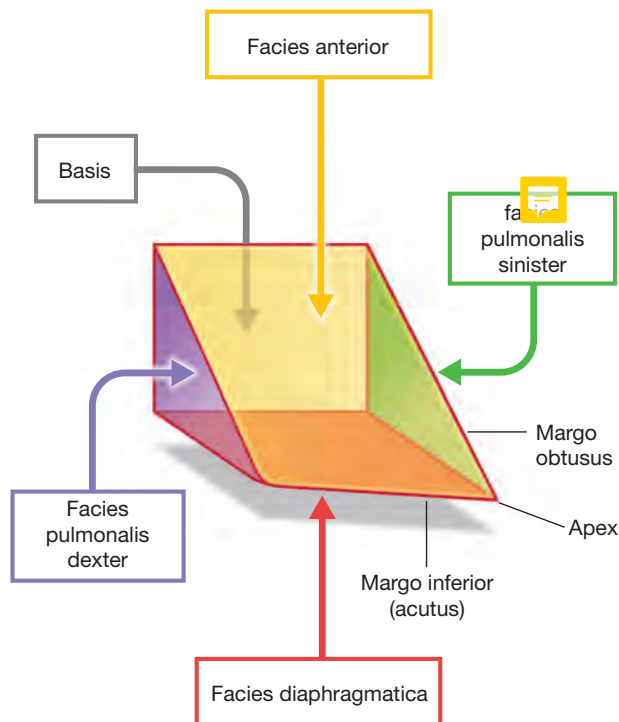 Facies anterior
Basis
pulmonalis
sinister
Margo
obtusus
Facies
pulmonalis
dexter
Apex
Margo inferior
(acutus)
Facies diaphragmatica